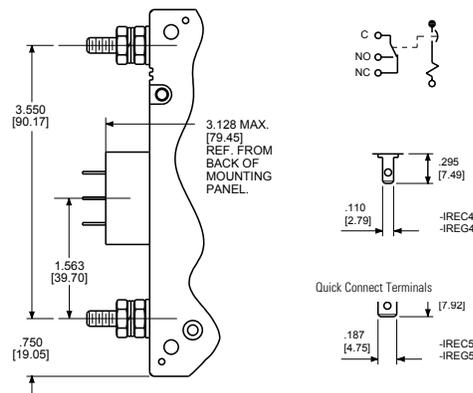 3.550
[90.17]
3.128 MAX.
[79.45]
REF. FROM
BACK OF
MOUNTING
PANEL.
1.563
[39.70]
.750
[19.05]
C
NO
NC
.295
[7.49]
.110
[2.79]
-IREC4
-IREG4
Quick Connect Terminals
[7.92]
.187
[4.75]
-IREC5
-IREG5